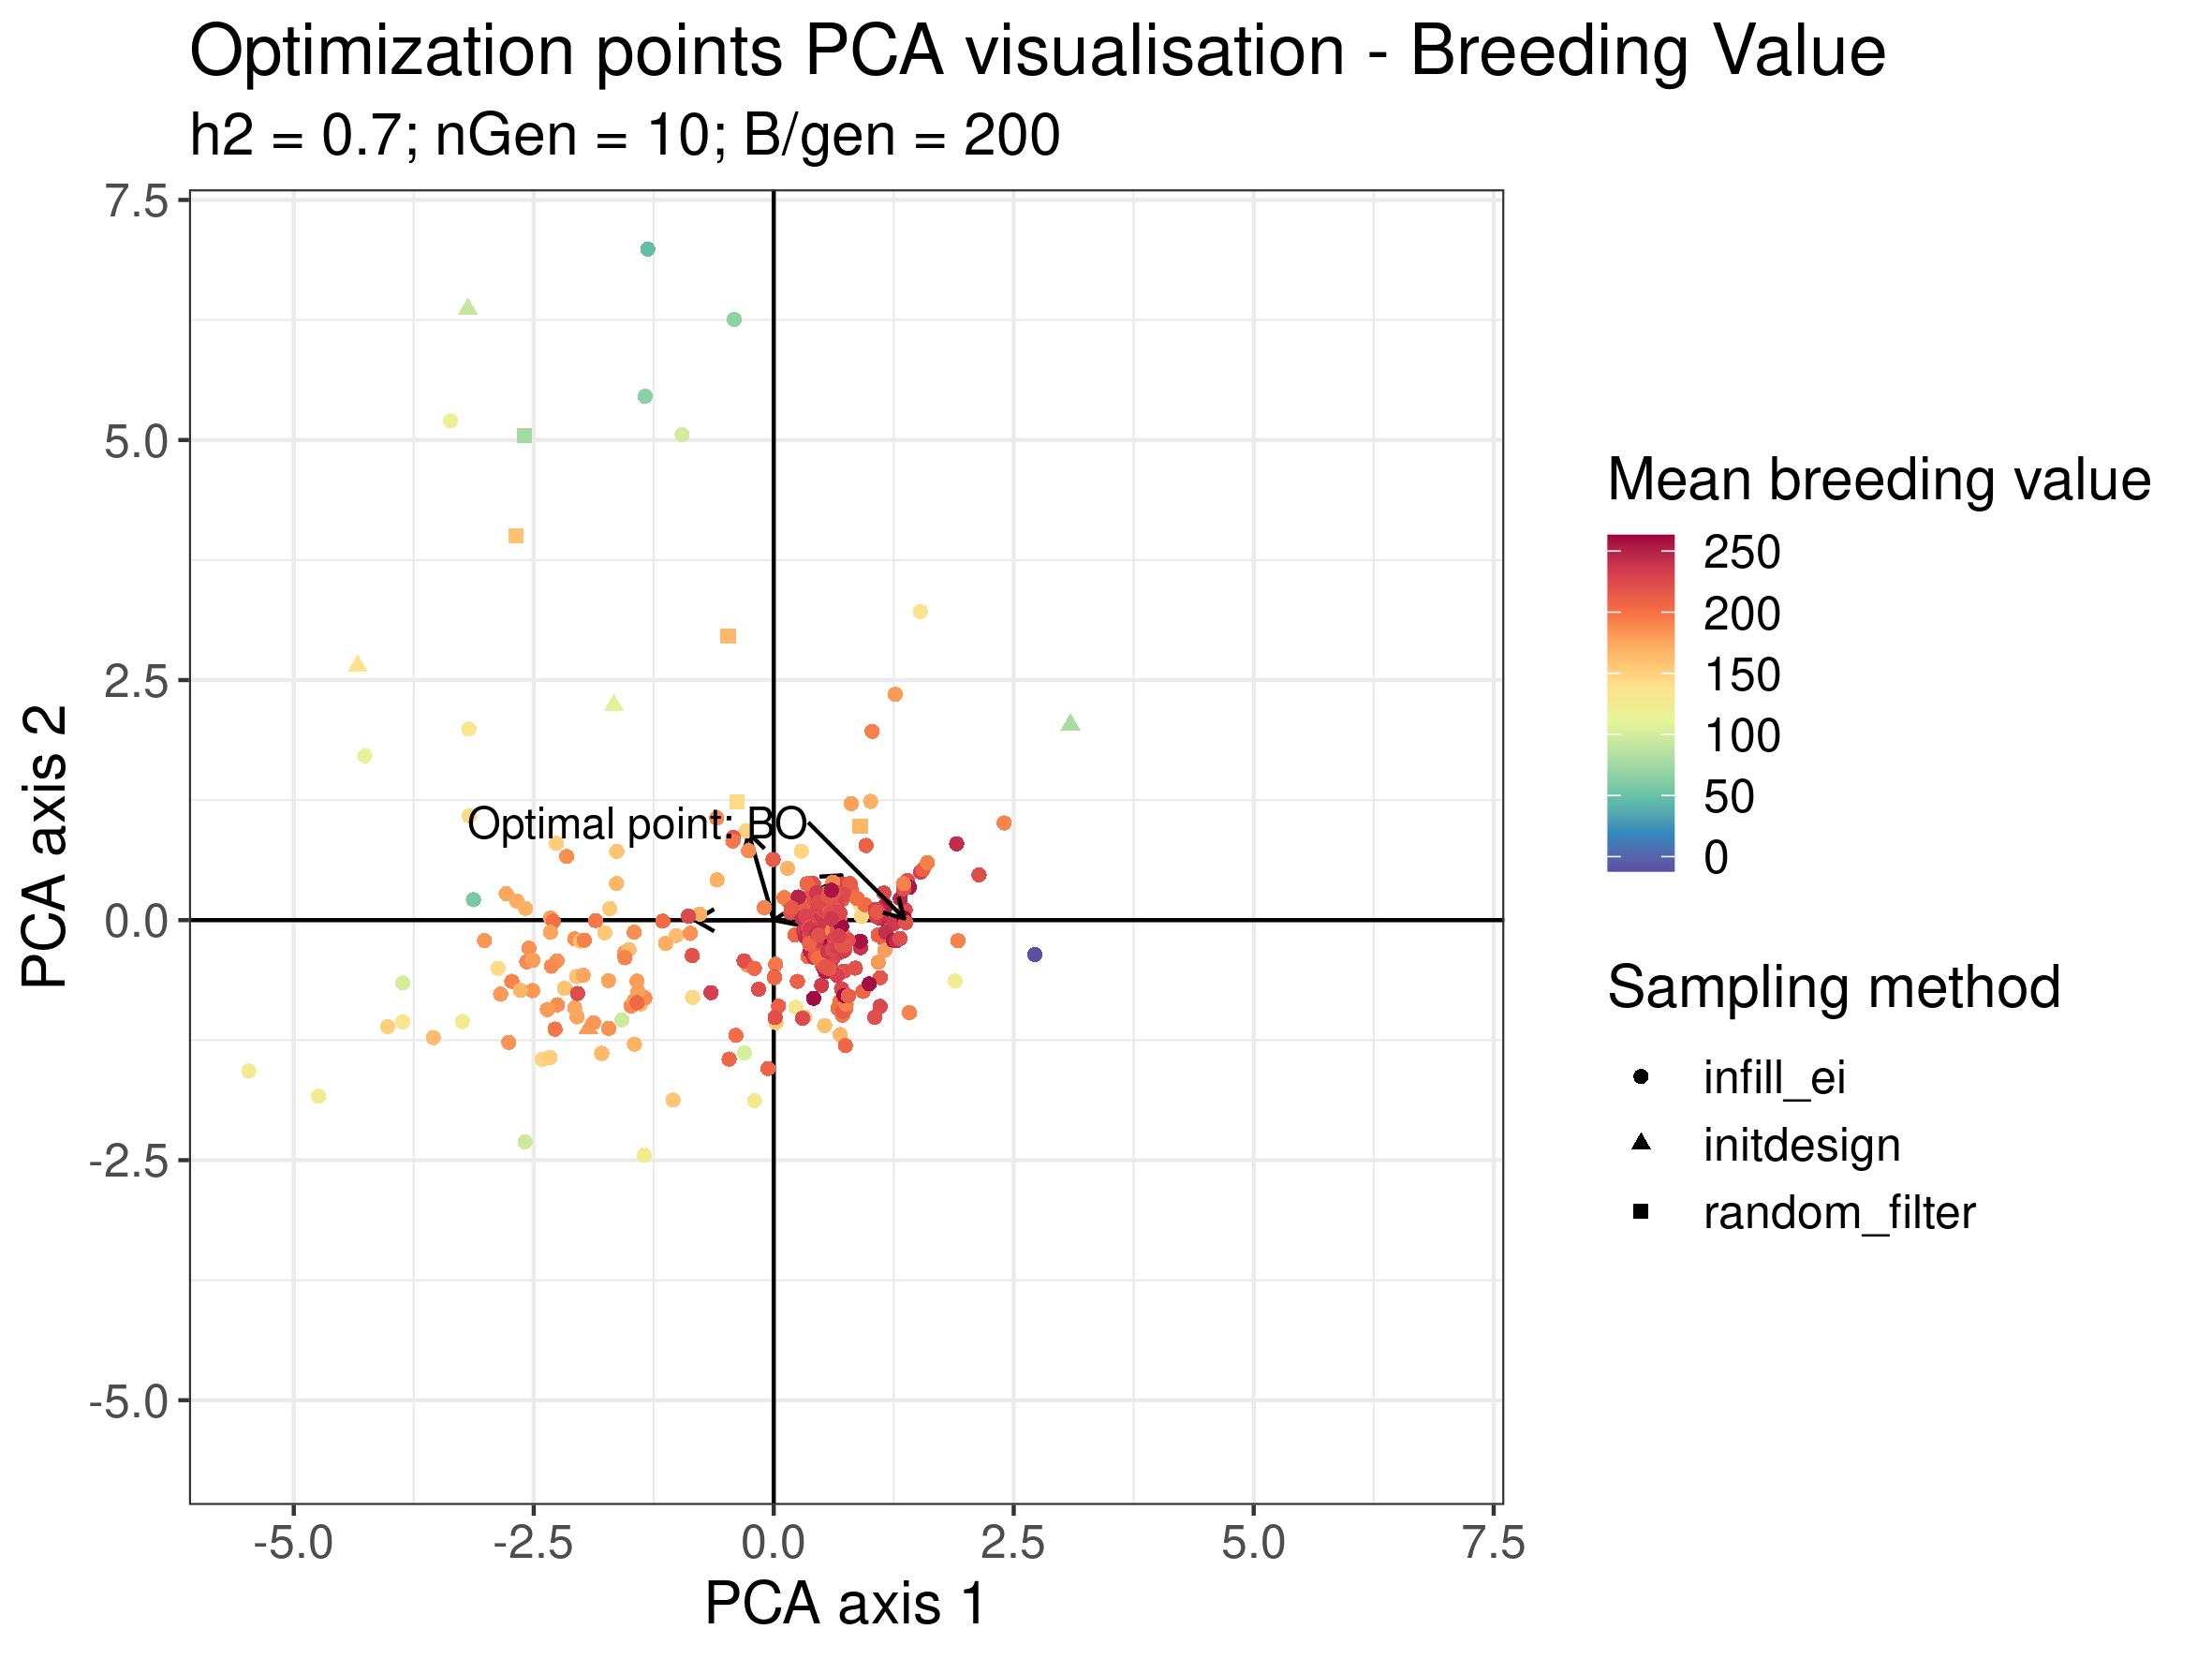 Optimization points PCA visualisation - Breeding Value
h2 = 0.7; nGen = 10; B/gen = 200
7.5
5.0
2.5
0.0
-2.5
-5.0
PCA axis 2
Optimal point: BO
-5.0
-2.5
0.0
2.5
5.0
7.5
PCA axis 1
Mean breeding value
250
200
150
100
50
0
Sampling method
infill_ei
initdesign
random_filter